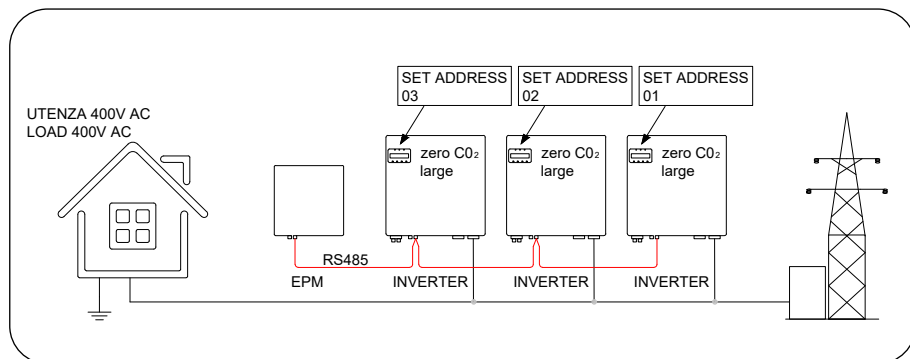 UTENZA 400V AC
LOAD 400V AC
SET ADDRESS
03
SET ADDRESS
02
SET ADDRESS
01
zero C0₂
large
zero C0₂
large
zero C0₂
large
RS485
EPM
INVERTER
INVERTER
INVERTER